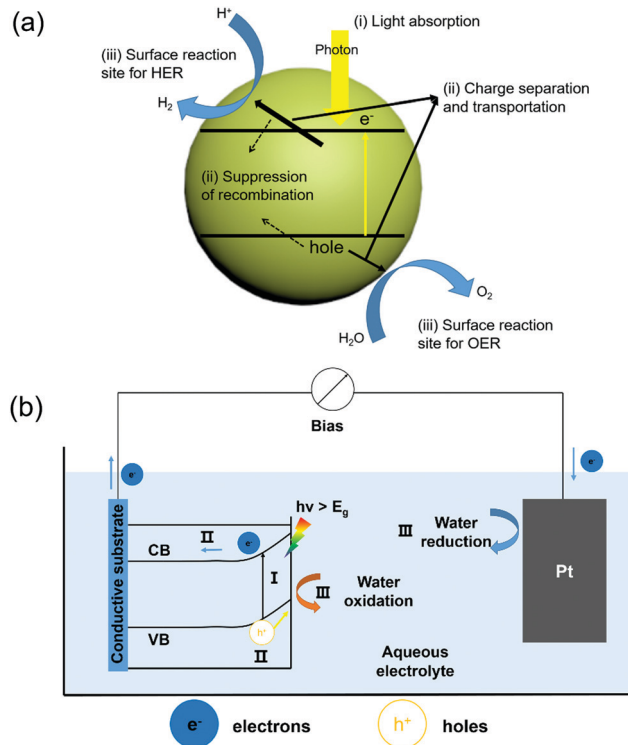 (a)
(i) Light absorption
H⁺
Photon
(iii) Surface reaction
site for HER
(ii) Charge separation
and transportation
H₂
e⁻
(ii) Suppression
of recombination
hole
O₂
H₂O
(iii) Surface reaction
site for OER
(b)
Bias
e⁻
e⁻
Conductive substrate
hv > E₉
CB
II
e⁻
I
III
Water
oxidation
VB
h⁺
II
III
Water
reduction
Pt
Aqueous
electrolyte
e⁻
electrons
h⁺
holes